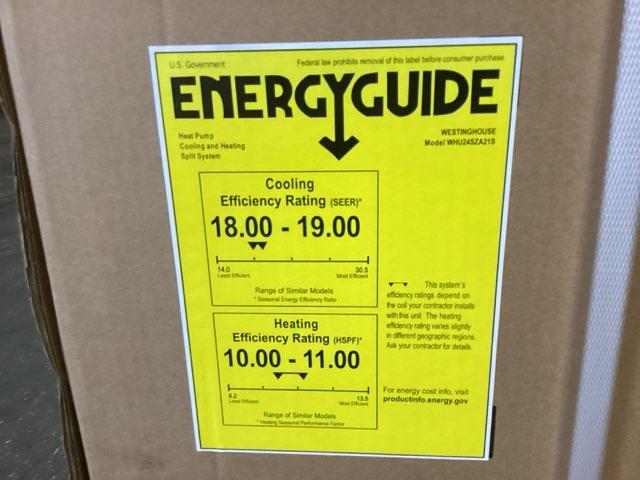 U.S. Government
Federal law prohibits removal of this label before consumer purchase.
ENERGYGUIDE
Heat Pump
Cooling and Heating
Split System
WESTINGHOUSE
Model WHU24SZA21S
Cooling
Efficiency Rating (SEER)*
18.00 - 19.00
14.0 30.5
Least Efficient Most Efficient
Range of Similar Models
* Seasonal Energy Efficiency Ratio
Heating
Efficiency Rating (HSPF)*
10.00 - 11.00
8.2 13.5
Least Efficient Most Efficient
Range of Similar Models
* Heating Seasonal Performance Factor
This system's
efficiency ratings depend on
the coil your contractor installs
with this unit. The heating
efficiency rating varies slightly
in different geographic regions.
Ask your contractor for details.
For energy cost info, visit
productinfo.energy.gov